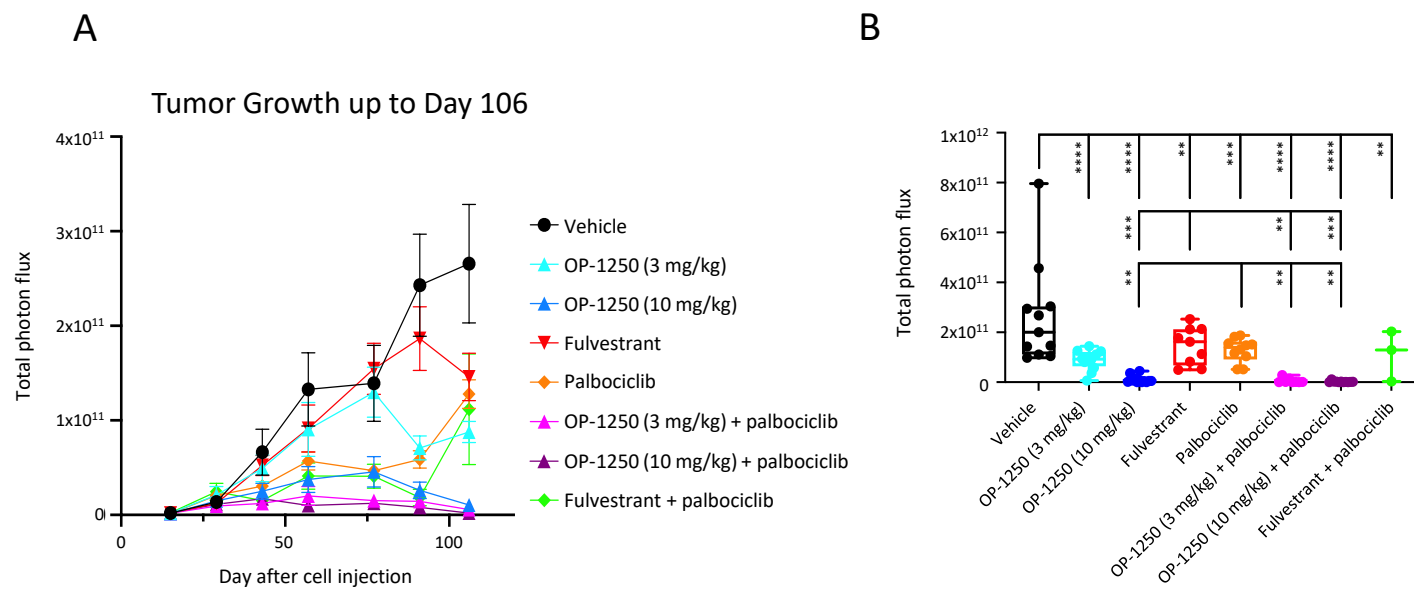 A
Tumor Growth up to Day 106
Total photon flux
4x10¹¹
3x10¹¹
2x10¹¹
1x10¹¹
0
0
50
100
Day after cell injection
Vehicle
OP-1250 (3 mg/kg)
OP-1250 (10 mg/kg)
Fulvestrant
Palbociclib
OP-1250 (3 mg/kg) + palbociclib
OP-1250 (10 mg/kg) + palbociclib
Fulvestrant + palbociclib
B
Total photon flux
1x10¹²
8x10¹¹
6x10¹¹
4x10¹¹
2x10¹¹
0
****
****
**
***
****
****
**
***
**
***
**
**
**
Vehicle
OP-1250 (3 mg/kg)
OP-1250 (10 mg/kg)
Fulvestrant
Palbociclib
OP-1250 (3 mg/kg) + palbociclib
OP-1250 (10 mg/kg) + palbociclib
Fulvestrant + palbociclib